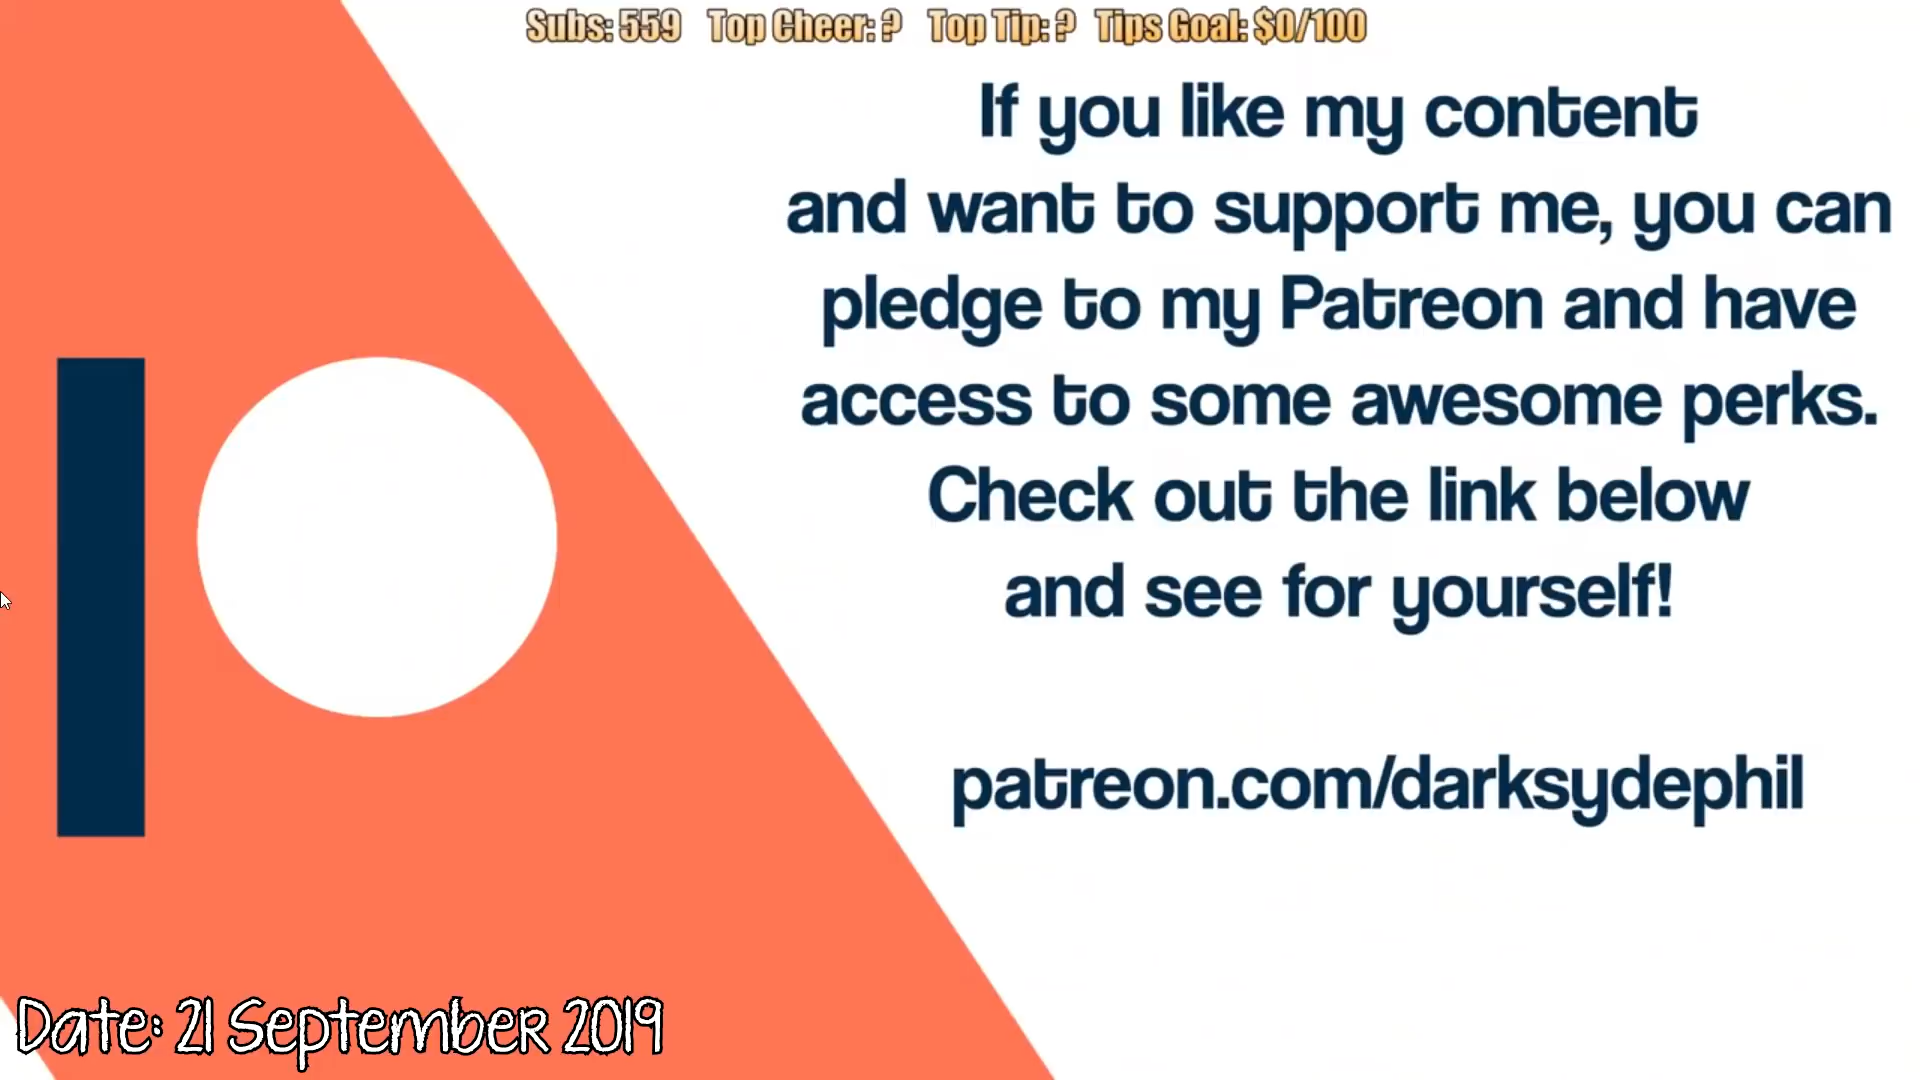 Subs: 559 Top Cheer: ? Top Tip: ? Tips Goal: $0/100
If you like my content
and want to support me, you can
pledge to my Patreon and have
access to some awesome perks.
Check out the link below
and see for yourself!
patreon.com/darksydephil
Date: 21 September 2019